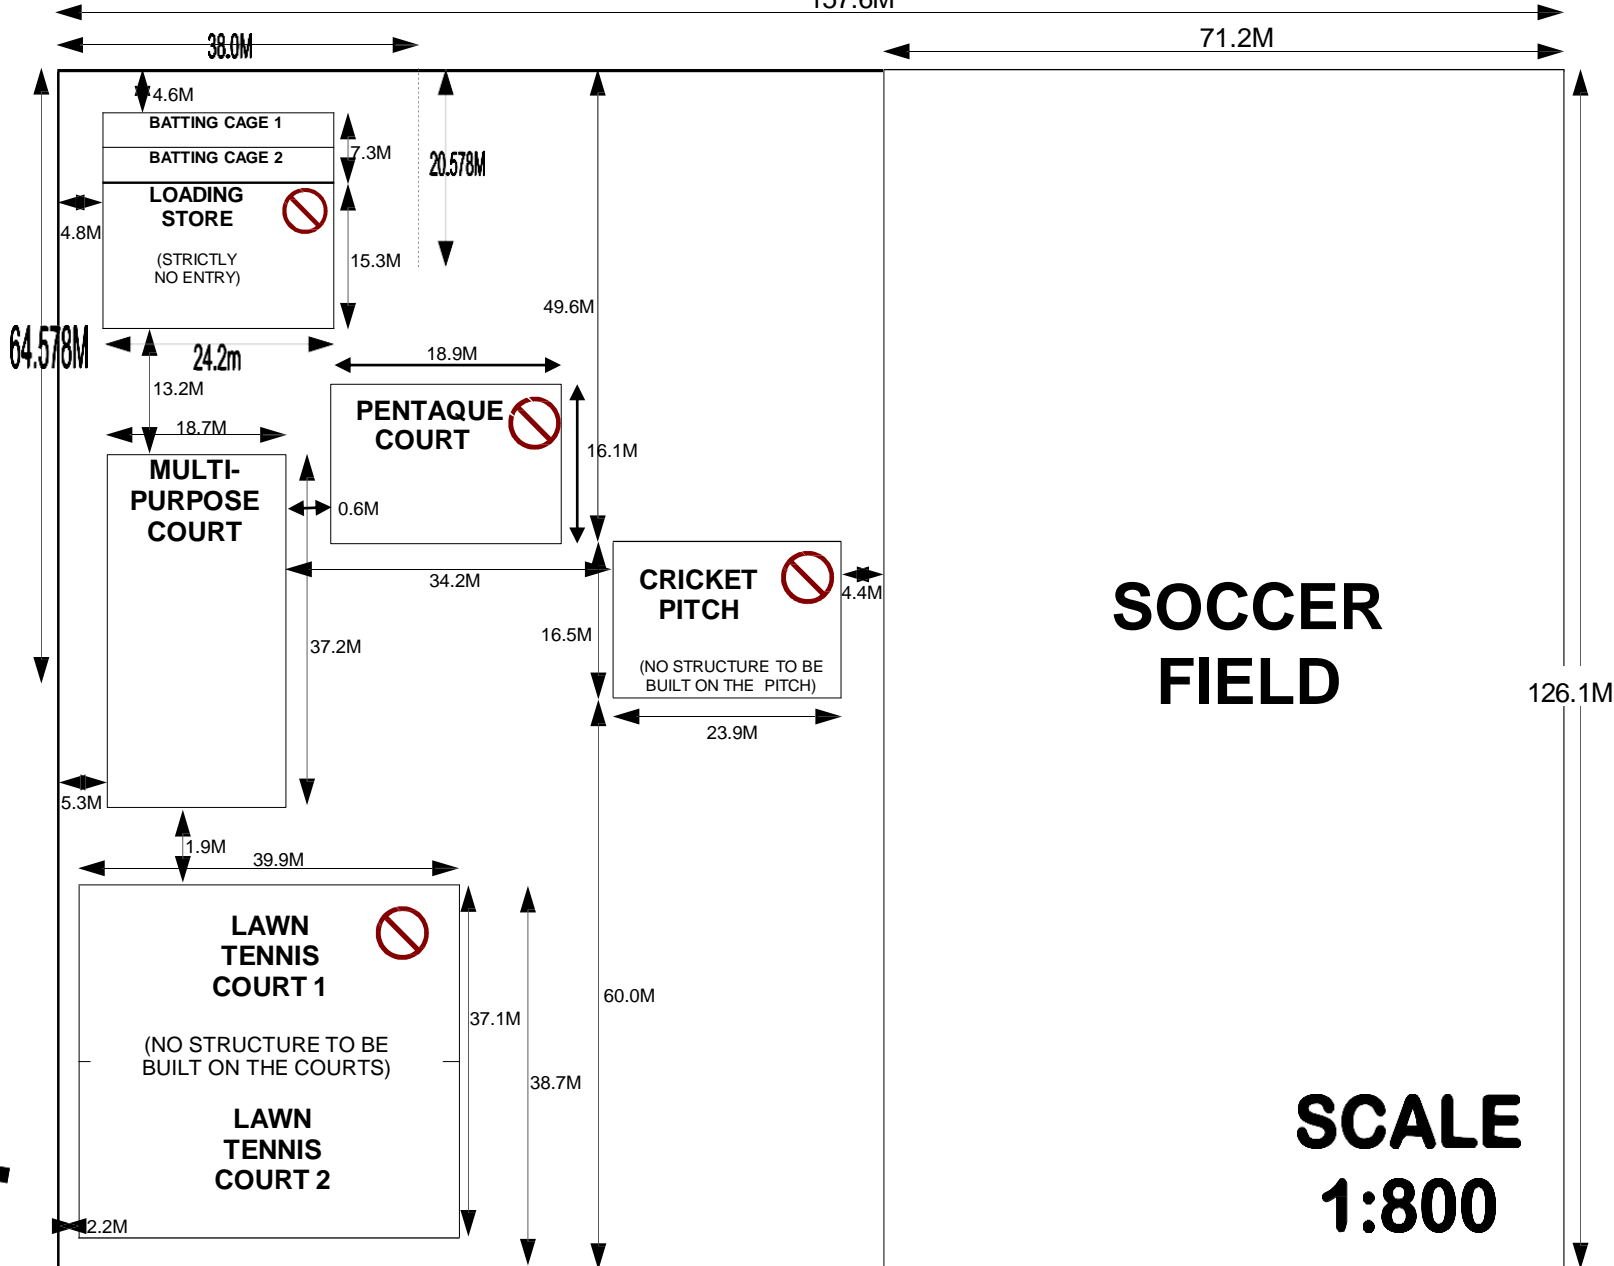 157.6M
38.0M
71.2M
4.6M
BATTING CAGE 1
BATTING CAGE 2
7.3M
20.578M
LOADING
STORE
4.8M
(STRICTLY
NO ENTRY)
15.3M
49.6M
64.578M
24.2m
18.9M
13.2M
PENTAQUE
COURT
18.7M
16.1M
MULTI-
PURPOSE
COURT
0.6M
34.2M
CRICKET
PITCH
4.4M
16.5M
37.2M
(NO STRUCTURE TO BE
BUILT ON THE PITCH)
23.9M
SOCCER
FIELD
126.1M
5.3M
1.9M
39.9M
LAWN
TENNIS
COURT 1
(NO STRUCTURE TO BE
BUILT ON THE COURTS)
37.1M
60.0M
38.7M
LAWN
TENNIS
COURT 2
2.2M
SCALE
1:800